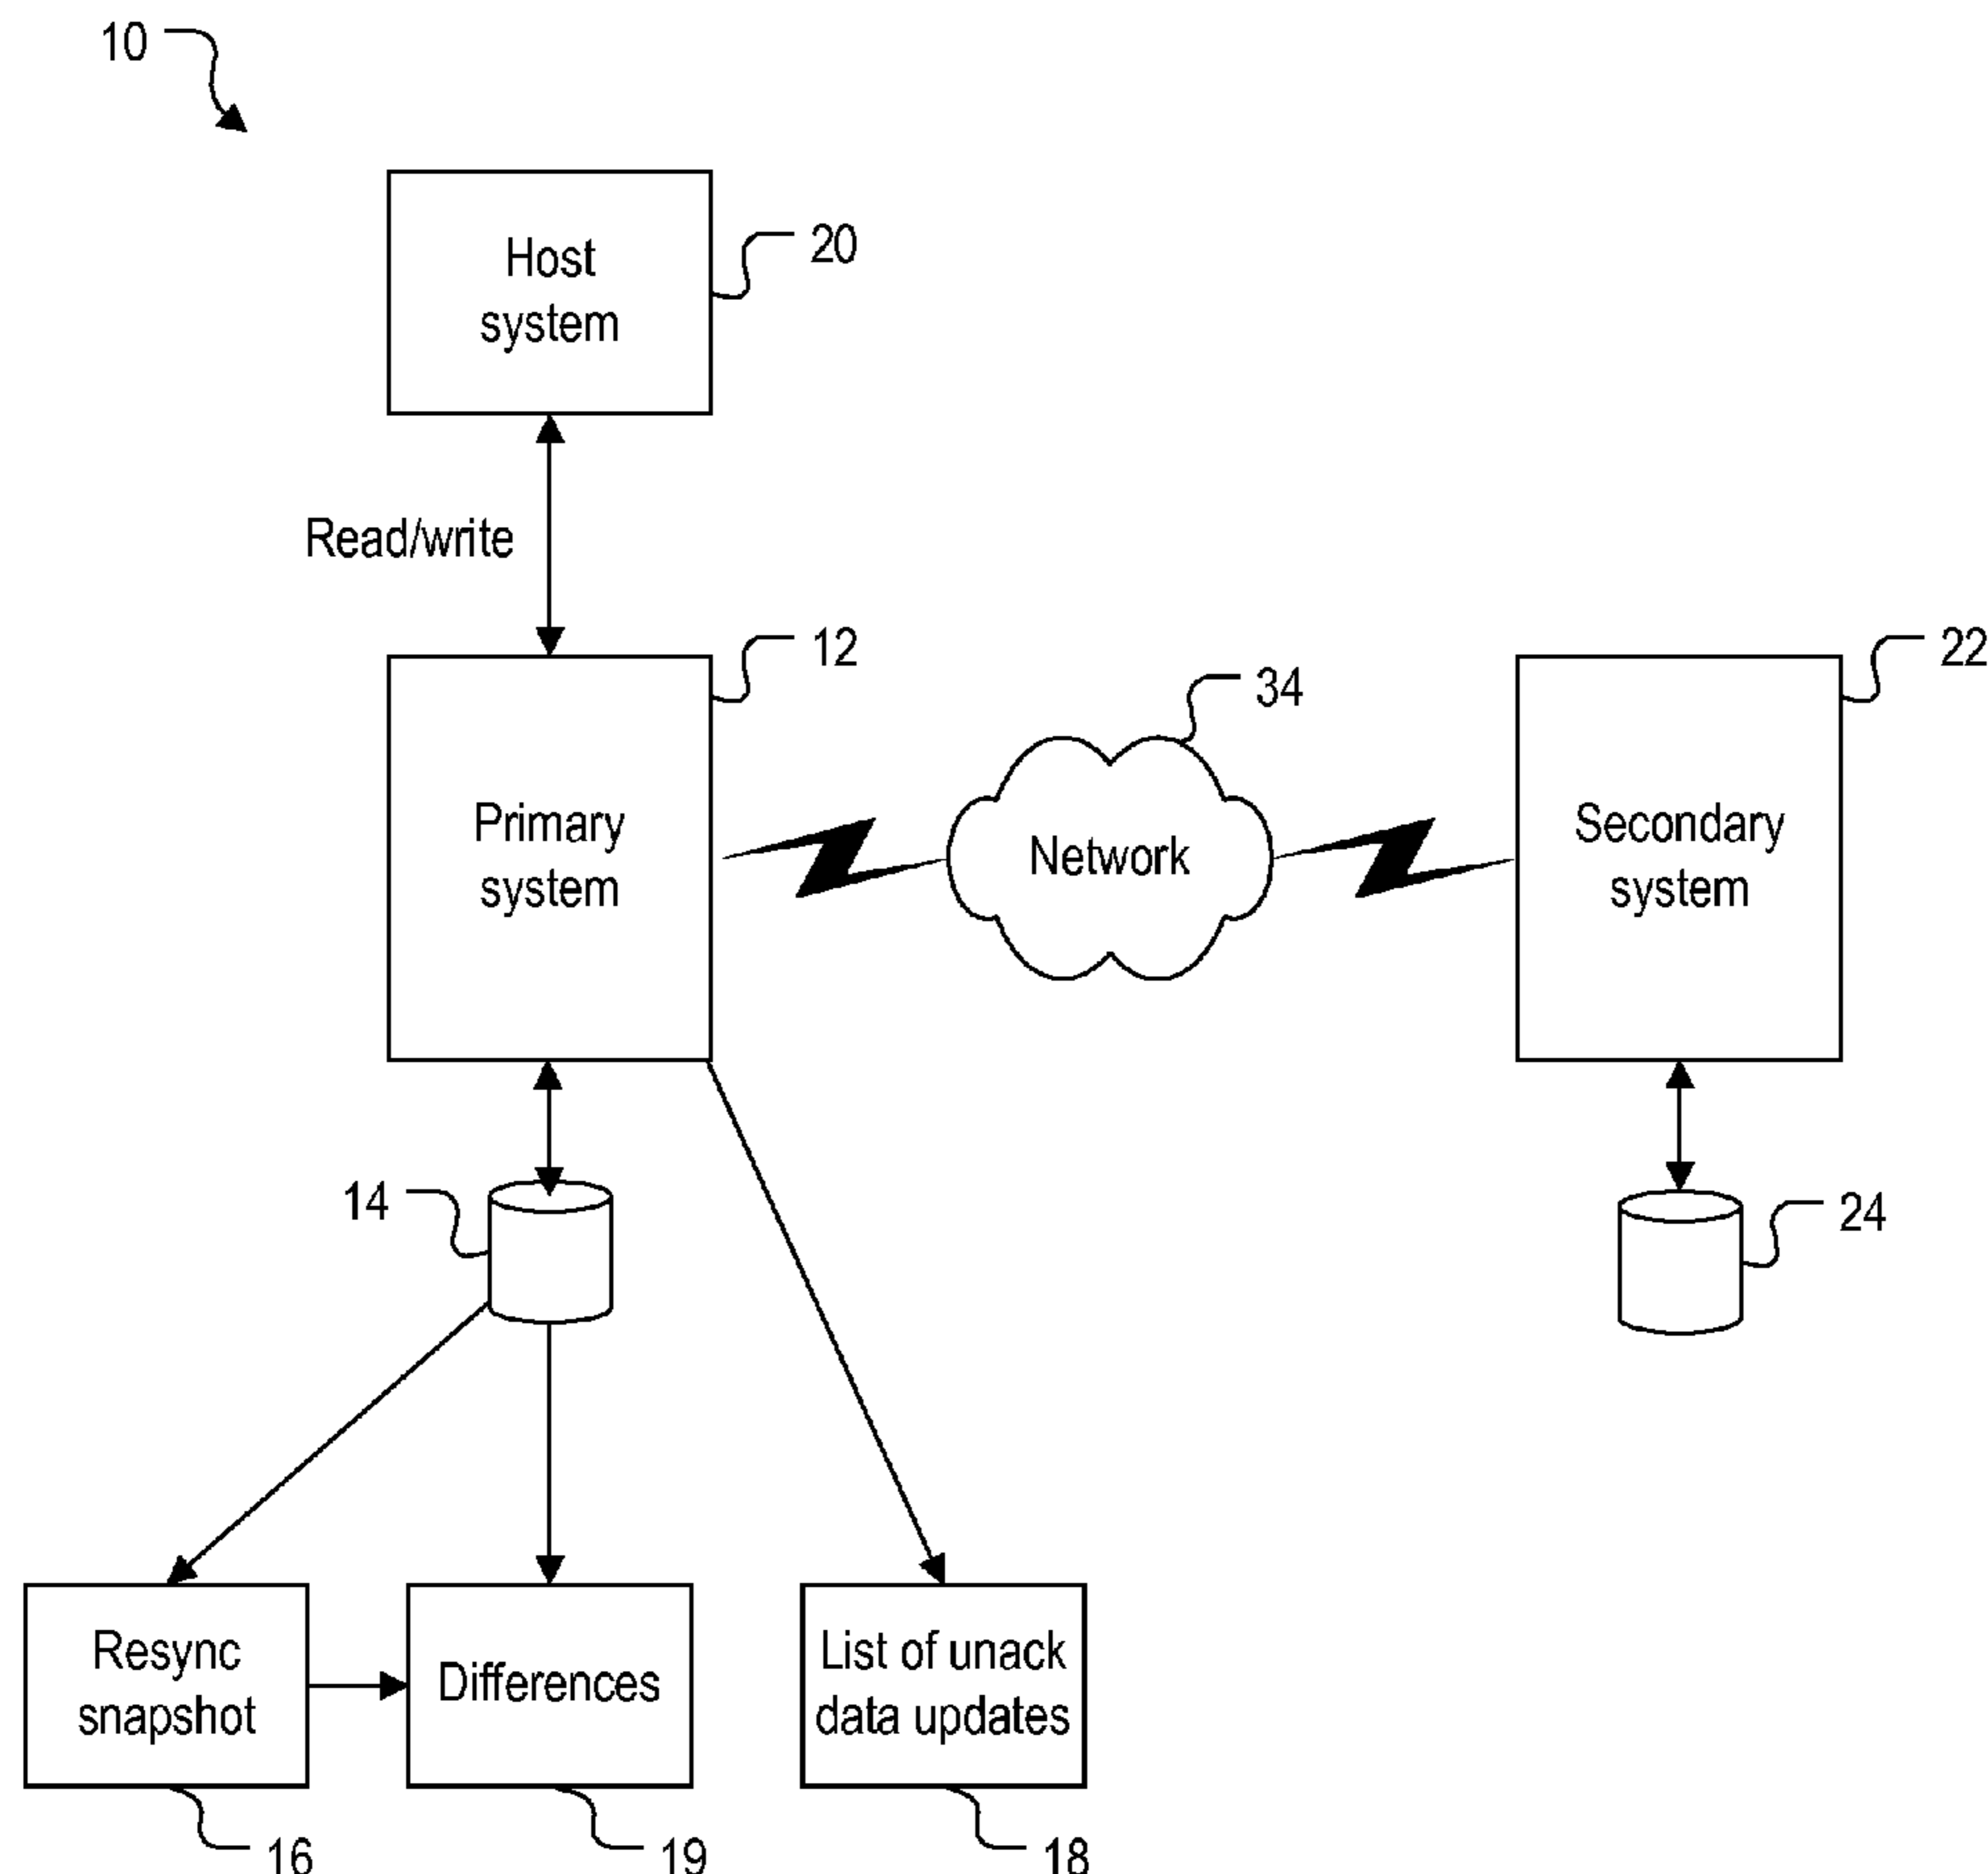 10
Host
system
20
Read/write
12
22
34
Primary
system
Network
Secondary
system
14
24
Resync
snapshot
Differences
List of unack
data updates
16
19
18